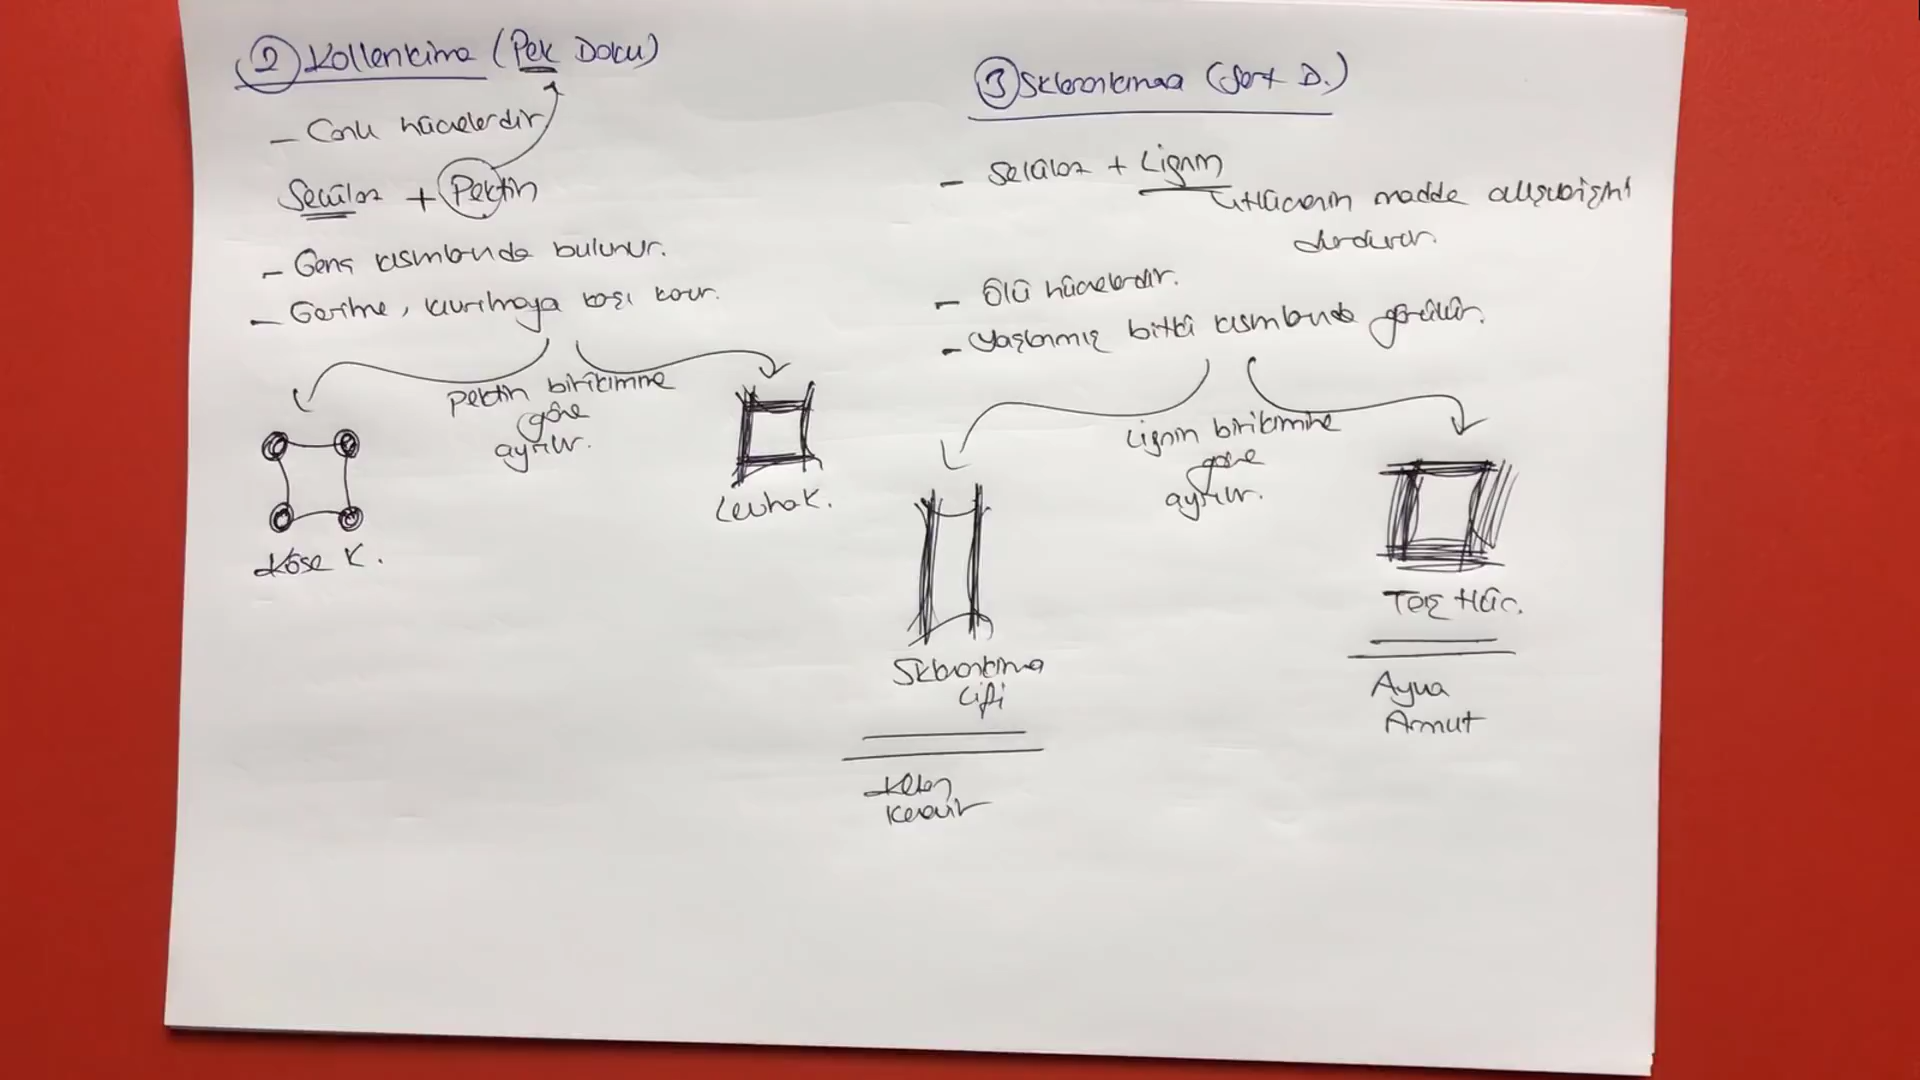 2 Kollenkima (Pek Doku)
- Canlı hücrelerdir
Selüloz + Pektin
- Genç kısımlarında bulunur.
- Gerilme, kıvrılmaya karşı korur.
Pektin birikimine
göre
ayrılır.
Köşe K.
Levha K.
3 Sklerankima (Sert D.)
- Selüloz + Lignin
Hücrenin madde alışverişini
durdurur.
- Ölü hücrelerdir.
- Yaşlanmış bitki kısımlarında görülür.
Lignin birikimine
göre
ayrılır.
Sklerankima
Lifi
Keten
Kenevir
Taş Hüc.
Ayva
Armut